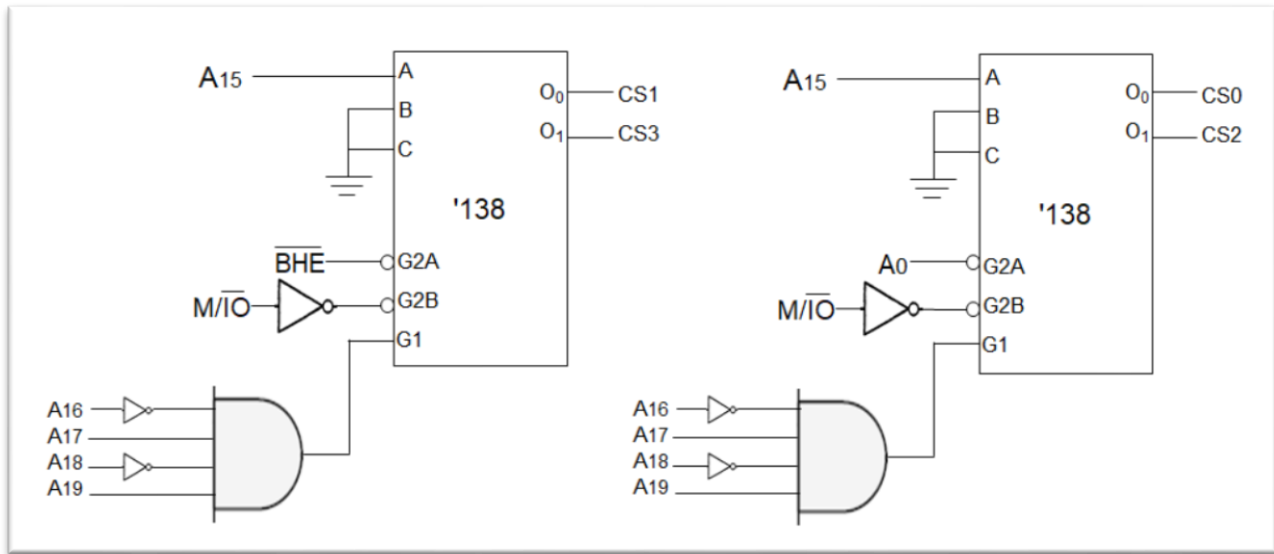 A15
A
B
C
O0
CS1
O1
CS3
'138
BHE
G2A
M/IO
G2B
G1
A16
A17
A18
A19
A15
A
B
C
O0
CS0
O1
CS2
'138
A0
G2A
M/IO
G2B
G1
A16
A17
A18
A19